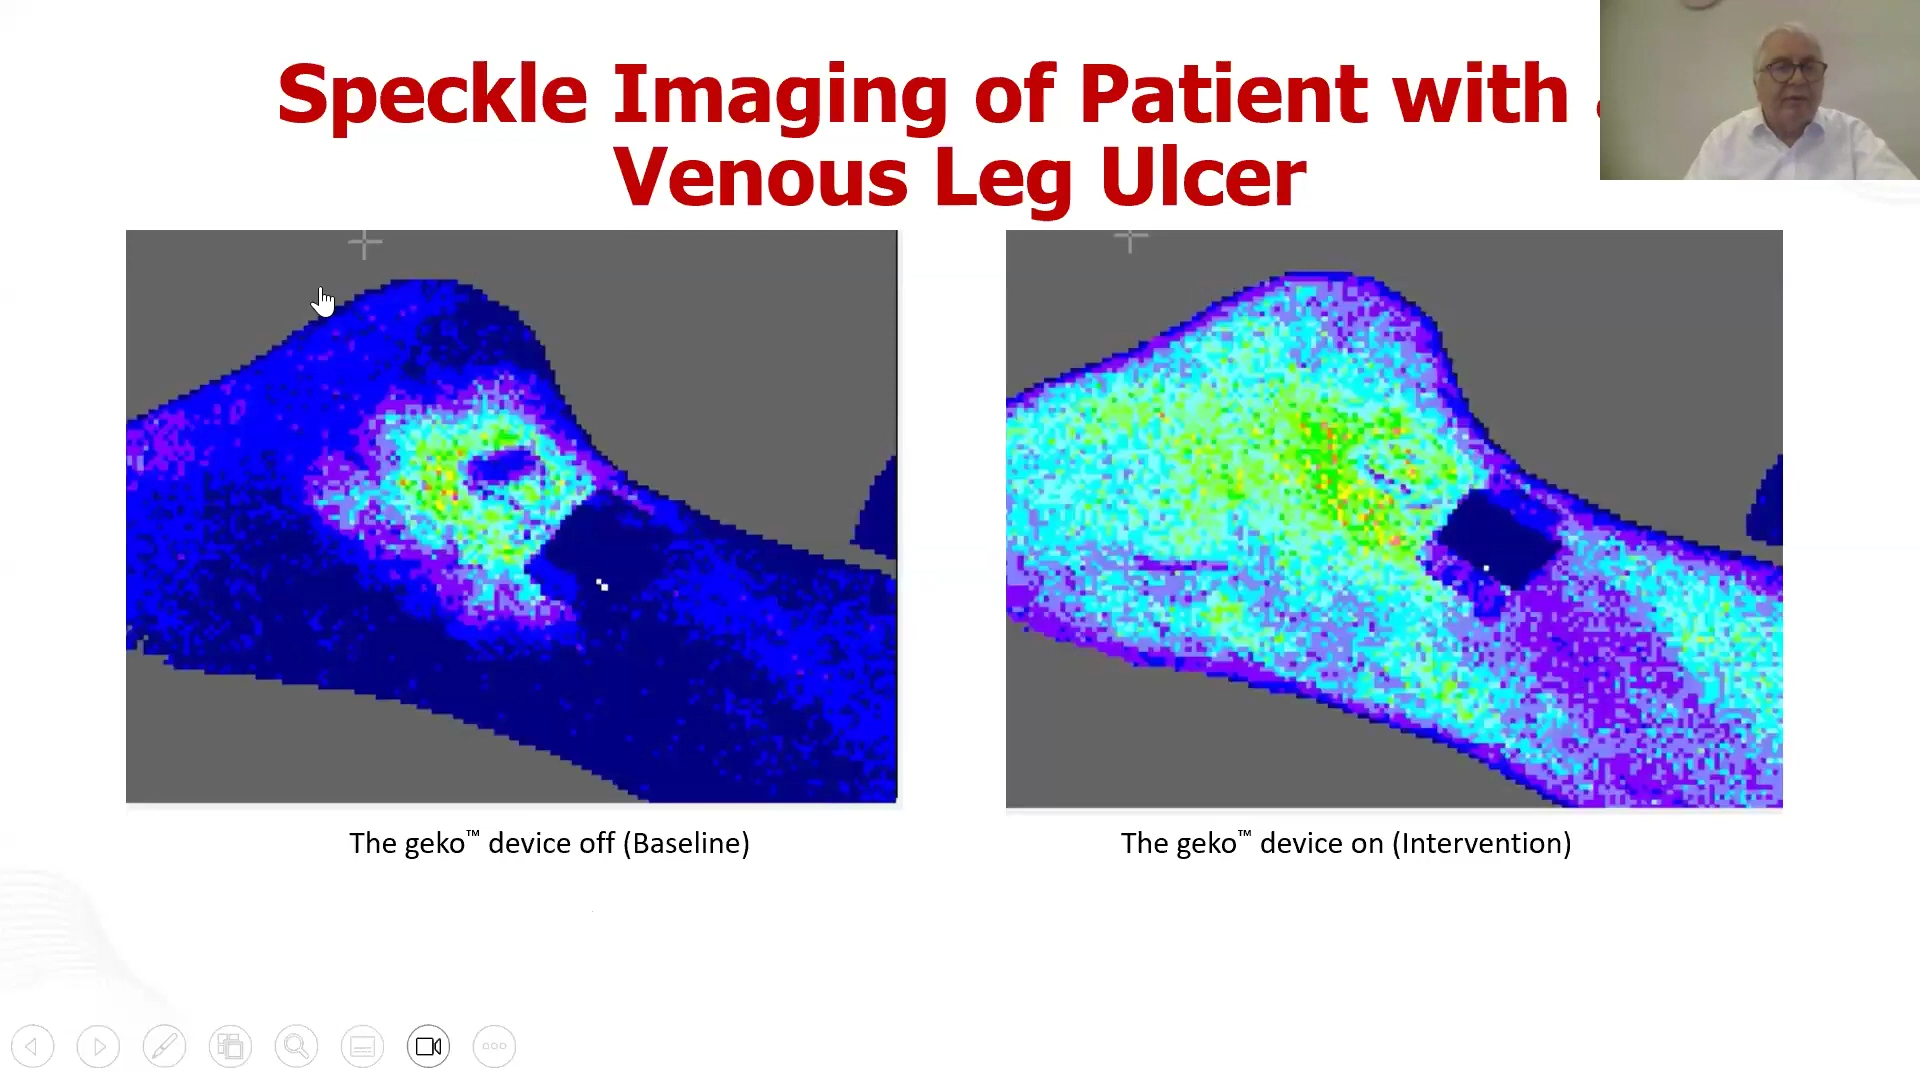 Speckle Imaging of Patient with
Venous Leg Ulcer
The geko™ device off (Baseline)
The geko™ device on (Intervention)